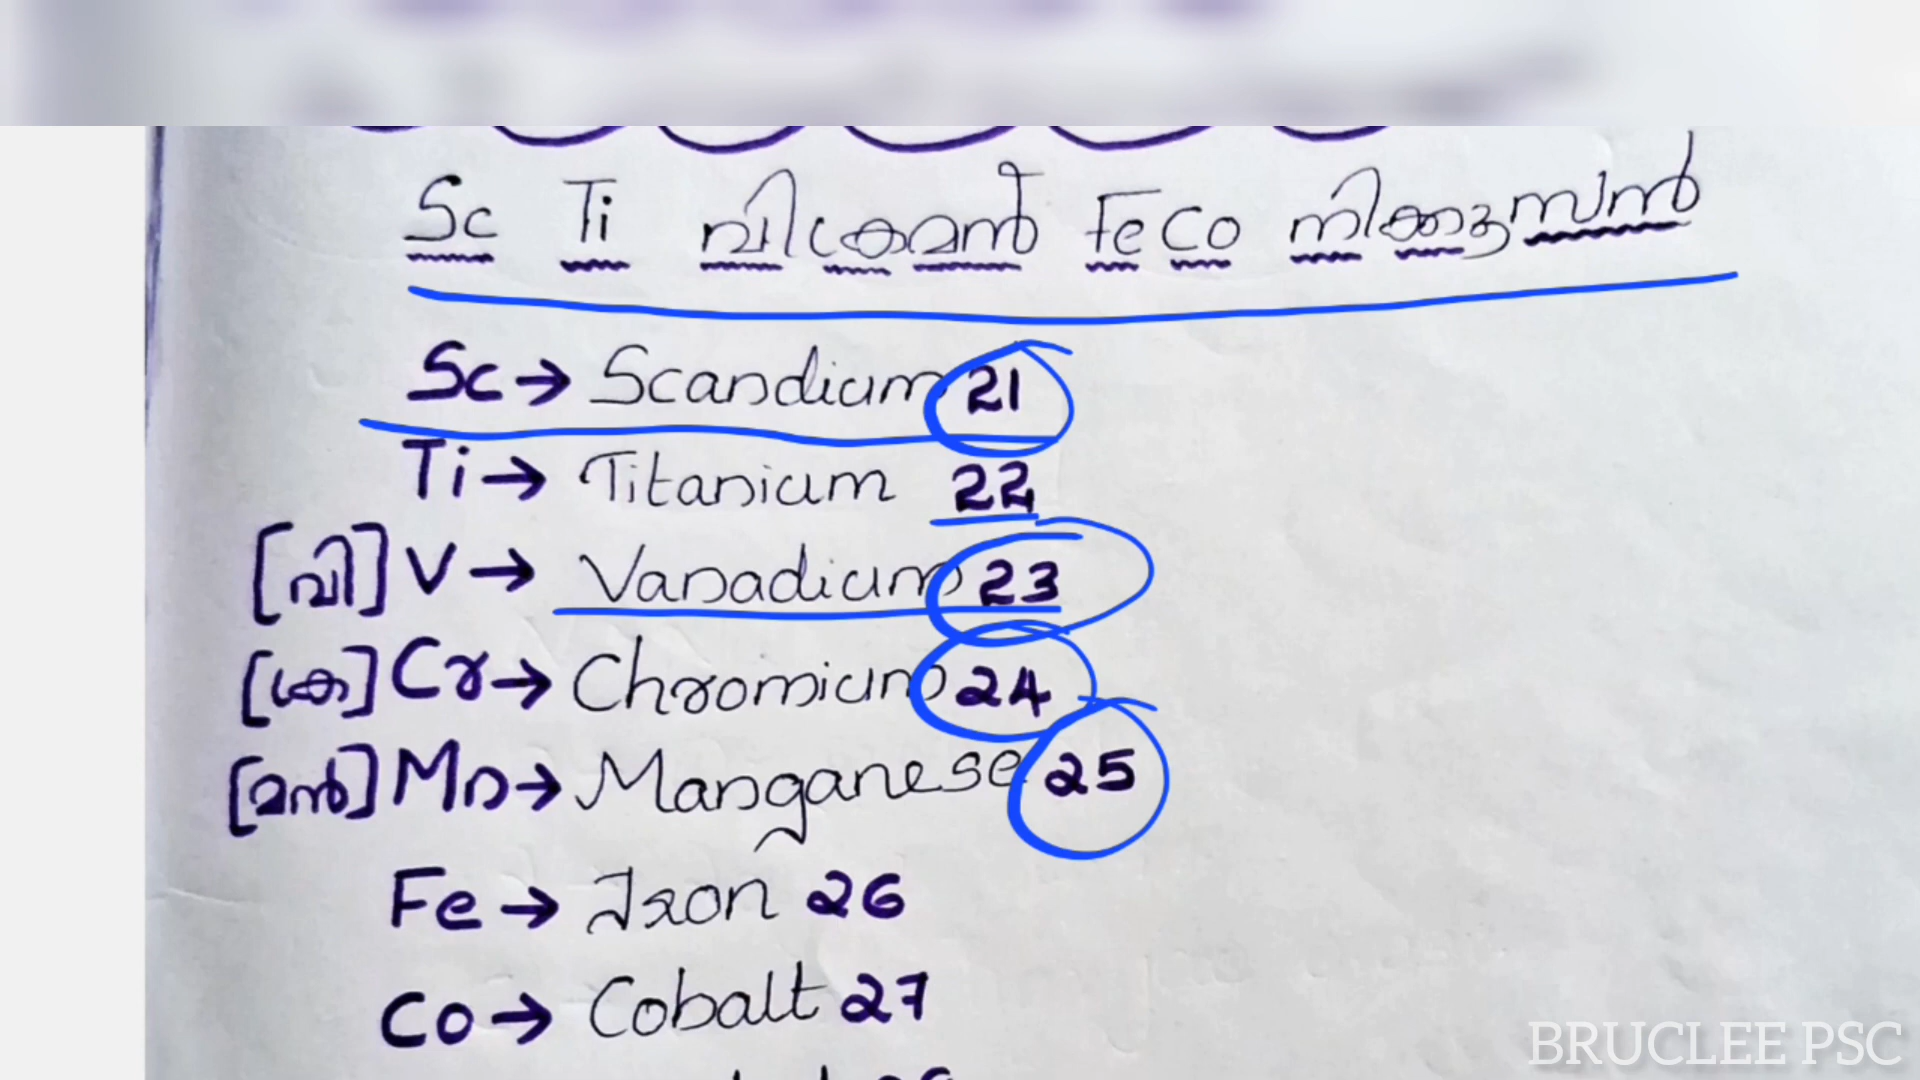 Sc Ti വിക്രേമൻ Fe Co നിക്കുസൻ
Sc → Scandium 21
Ti → Titanium 22
[വി] V → Vanadium 23
[ക്രേ] Cr → Chromium 24
[മൻ] Mn → Manganese 25
Fe → Iron 26
Co → Cobalt 27
BRUCLEE PSC